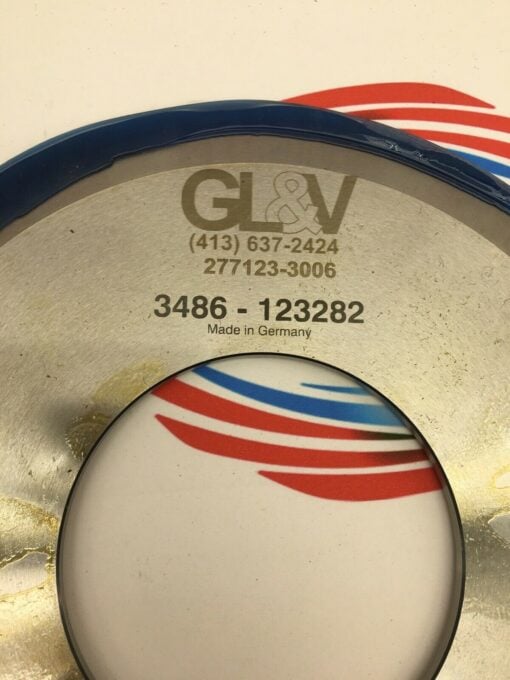 GL&V
(413) 637-2424
277123-3006
3486 - 123282
Made in Germany